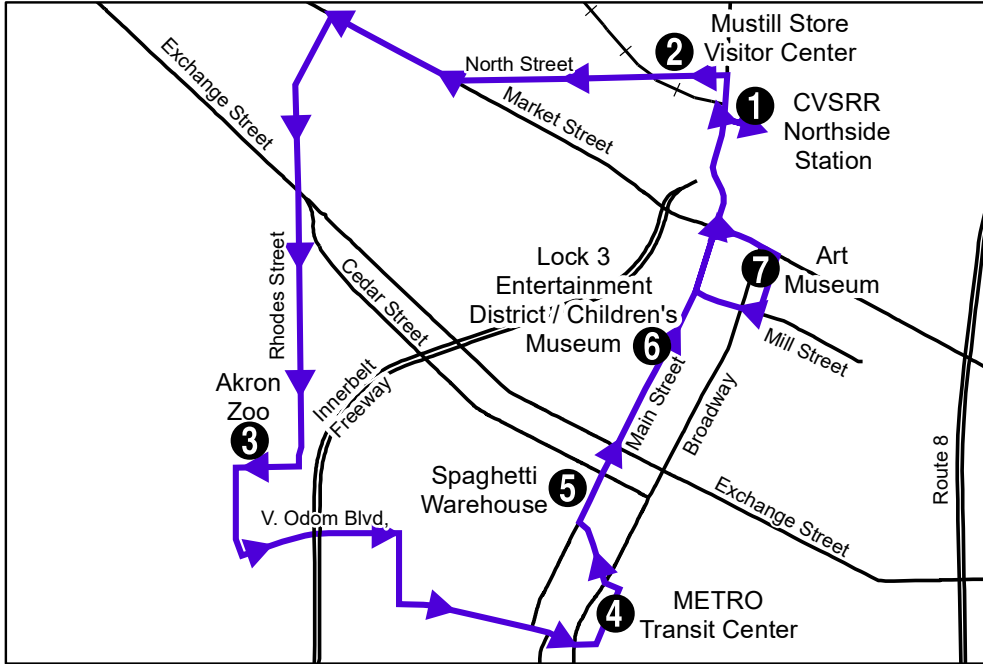 Mustill Store
Visitor Center
2
North Street
Exchange Street
Market Street
1
CVSRR
Northside
Station
Rhodes Street
Cedar Street
Lock 3
Entertainment
District / Children's
Museum
6
7
Art
Museum
Mill Street
Innerbelt
Freeway
Main Street
Broadway
Akron
Zoo
3
Spaghetti
Warehouse
5
Exchange Street
Route 8
V. Odom Blvd,
4
METRO
Transit Center